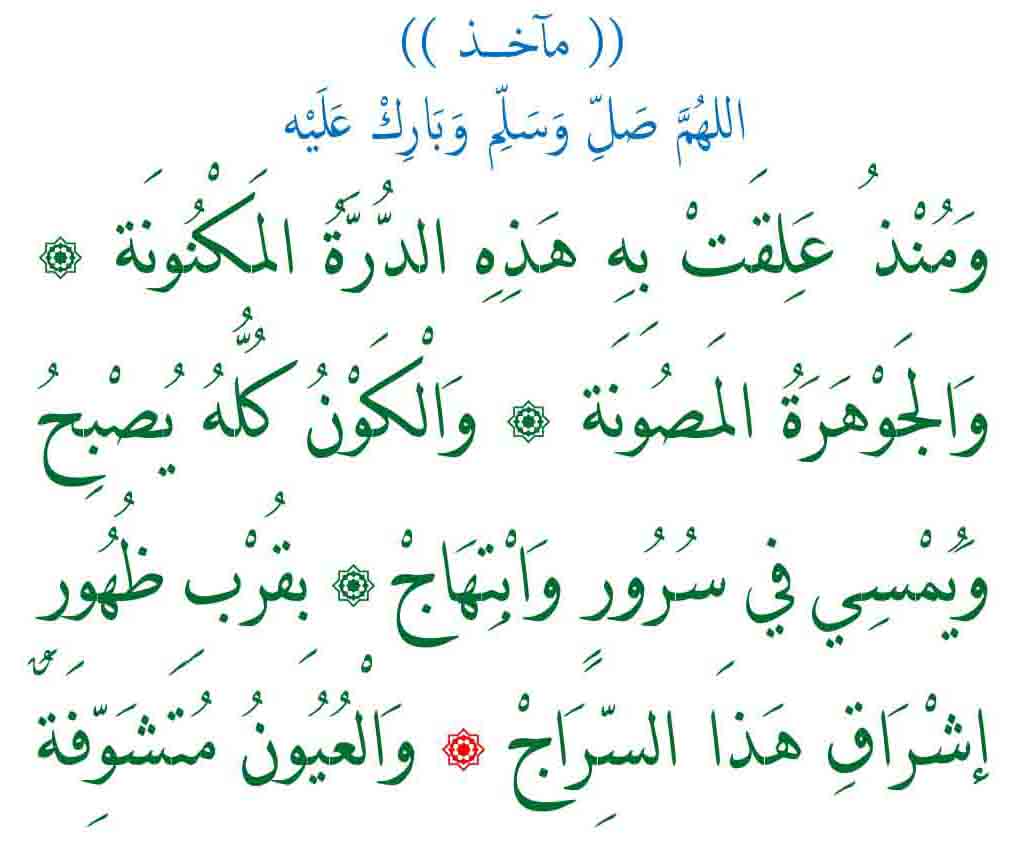 (( مآخـذ ))
اللهُمَّ صَلِّ وَسَلِّم وَبَارِكْ عَلَيْه
وَمُنْذُ عَلِقَتْ بِهِ هَذِهِ الدُّرَّةُ المَكْنُونَة ۞
وَالجَوْهَرَةُ المَصُونَة ۞ وَالْكَوْنُ كُلُّهُ يُصْبِحُ
وَيُمْسِي فِي سُرُورٍ وَابْتِهَاجْ ۞ بِقُرْبِ ظُهُورِ
إِشْرَاقِ هَذَا السِّرَاجْ ۞ وَالْعُيُونُ مُتَشَوِّفَةٌ